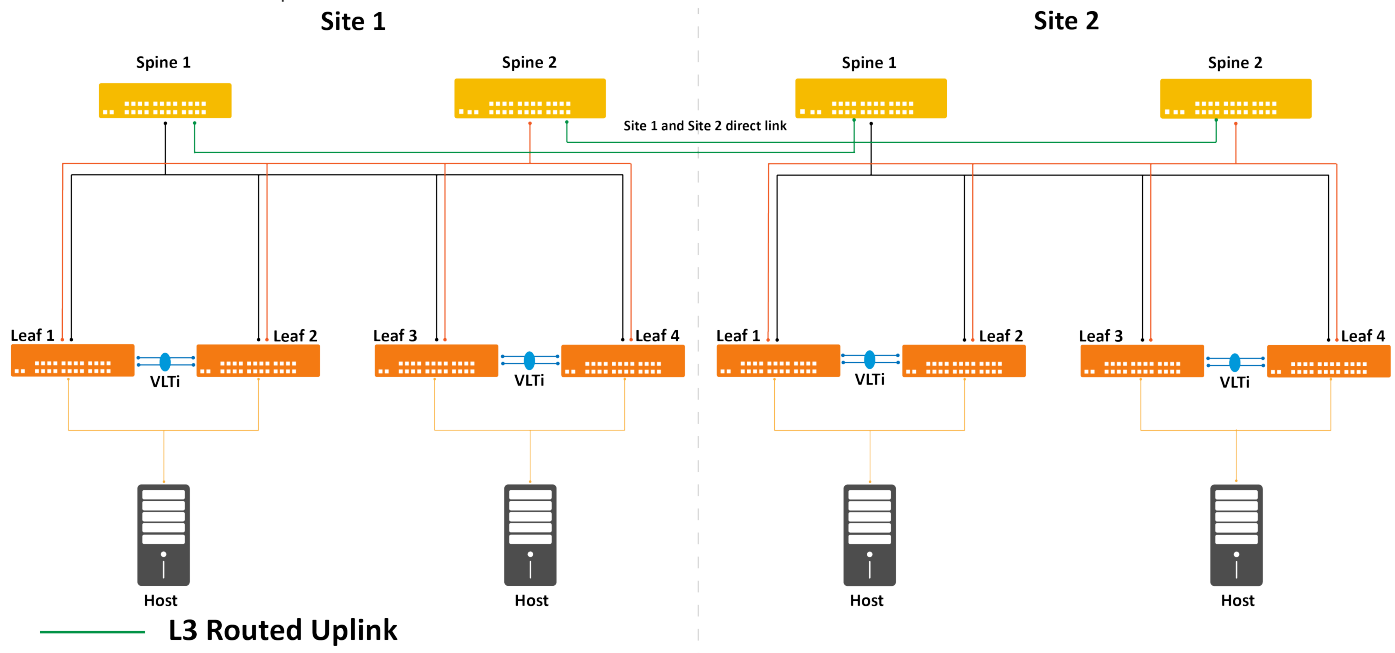 Site 1
Site 2
Spine 1
Spine 2
Spine 1
Spine 2
Site 1 and Site 2 direct link
Leaf 1
Leaf 2
Leaf 3
Leaf 4
Leaf 1
Leaf 2
Leaf 3
Leaf 4
VLTi
VLTi
VLTi
VLTi
Host
Host
Host
Host
L3 Routed Uplink